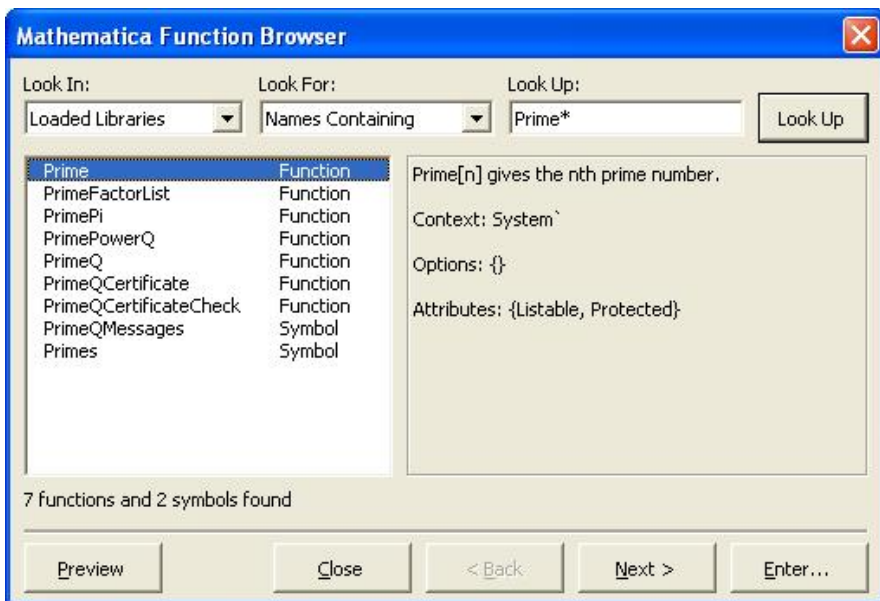 Mathematica Function Browser
Look In: Look For: Look Up:
Loaded Libraries Names Containing Prime* Look Up
Prime Function
PrimeFactorList Function
PrimePi Function
PrimePowerQ Function
PrimeQ Function
PrimeQCertificate Function
PrimeQCertificateCheck Function
PrimeQMessages Symbol
Primes Symbol
Prime[n] gives the nth prime number.
Context: System`
Options: {}
Attributes: {Listable, Protected}
7 functions and 2 symbols found
Preview Close < Back Next > Enter...